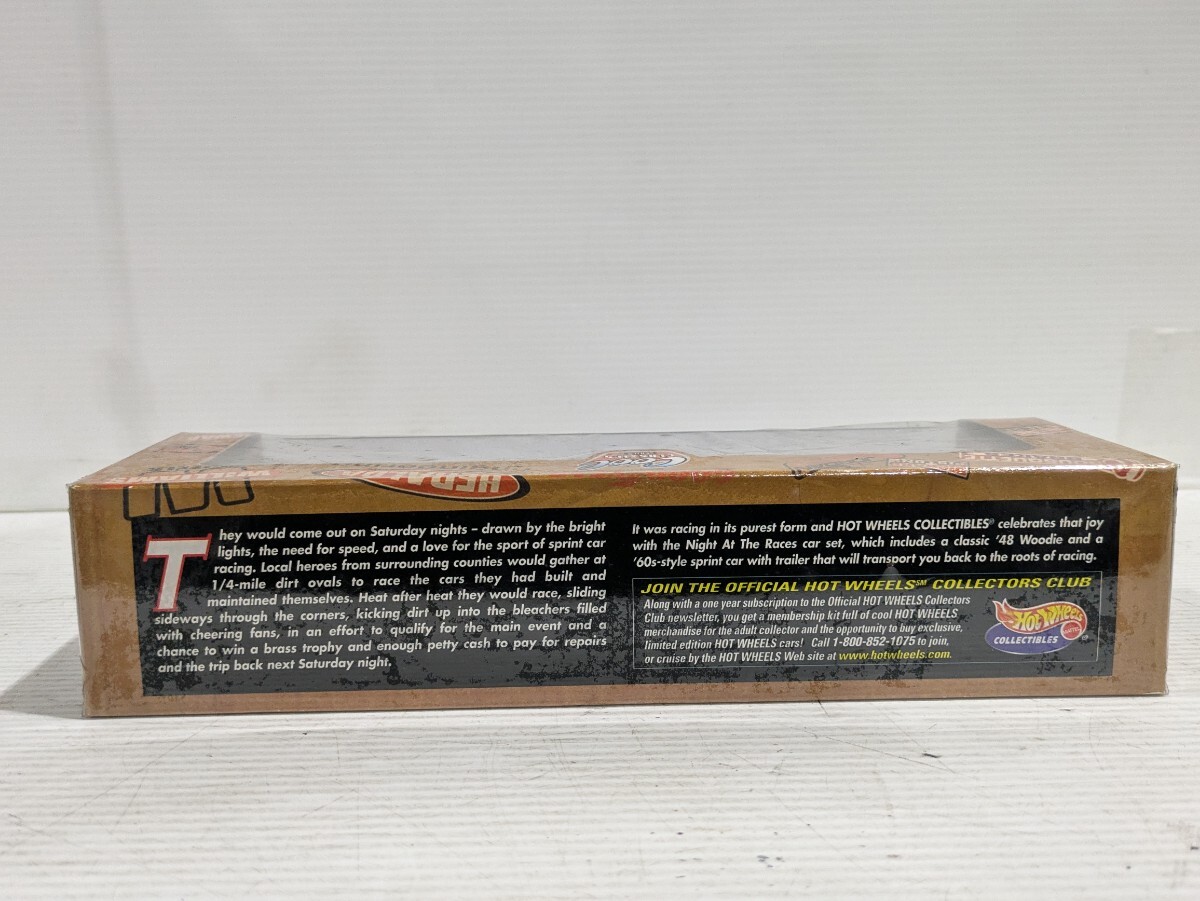 HERA
They would come out on Saturday nights – drawn by the bright
lights, the need for speed, and a love for the sport of sprint car
racing. Local heroes from surrounding counties would gather at
1/4-mile dirt ovals to race the cars they had built and
maintained themselves. Heat after heat they would race, sliding
sideways through the corners, kicking dirt up into the bleachers filled
with cheering fans, in an effort to qualify for the main event and a
chance to win a brass trophy and enough petty cash to pay for repairs
and the trip back next Saturday night.
It was racing in its purest form and HOT WHEELS COLLECTIBLES® celebrates that joy
with the Night At The Races car set, which includes a classic '48 Woodie and a
'60s-style sprint car with trailer that will transport you back to the roots of racing.
JOIN THE OFFICIAL HOT WHEELS℠ COLLECTORS CLUB
Along with a one year subscription to the Official HOT WHEELS Collectors
Club newsletter, you get a membership kit full of cool HOT WHEELS
merchandise for the adult collector and the opportunity to buy exclusive,
limited edition HOT WHEELS cars! Call 1-800-852-1075 to join,
or cruise by the HOT WHEELS Web site at www.hotwheels.com.
Hot Wheels
MATTEL
COLLECTIBLES